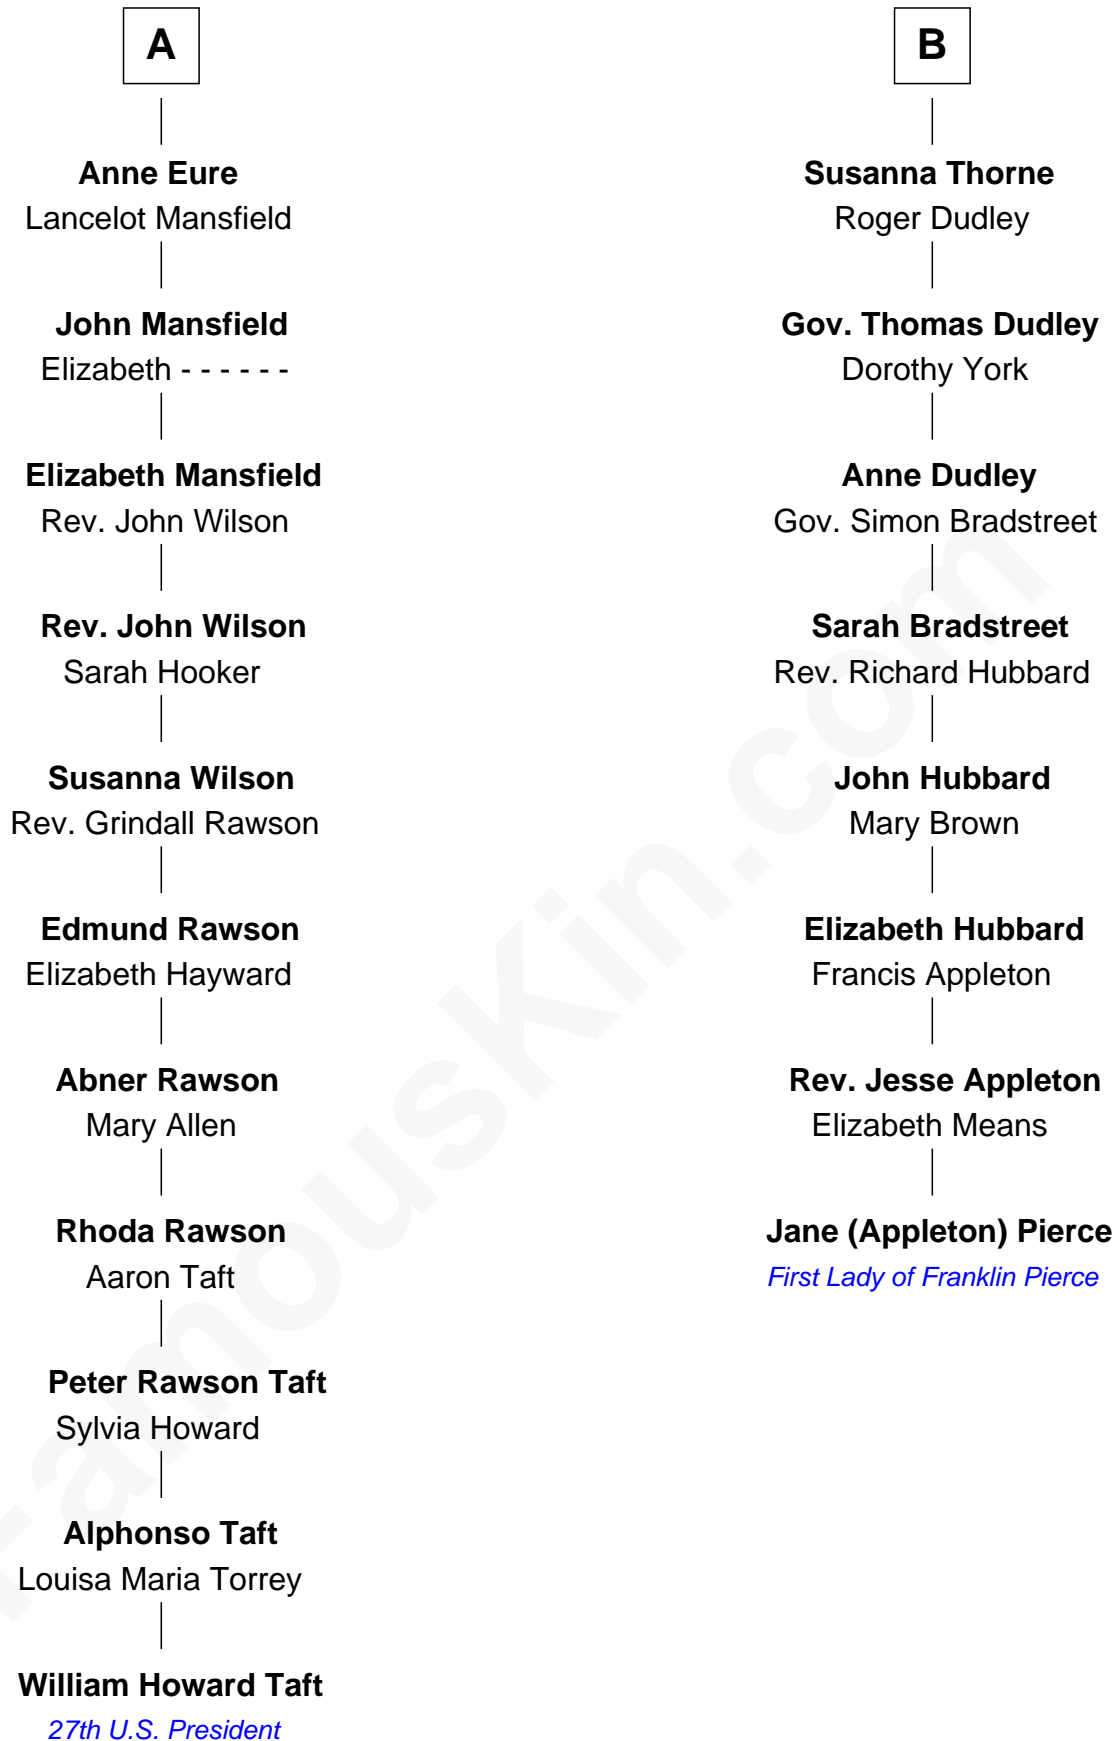 A
Anne Eure
Lancelot Mansfield
John Mansfield
Elizabeth - - - - - -
Elizabeth Mansfield
Rev. John Wilson
Rev. John Wilson
Sarah Hooker
Susanna Wilson
Rev. Grindall Rawson
Edmund Rawson
Elizabeth Hayward
Abner Rawson
Mary Allen
Rhoda Rawson
Aaron Taft
Peter Rawson Taft
Sylvia Howard
Alphonso Taft
Louisa Maria Torrey
William Howard Taft
27th U.S. President
B
Susanna Thorne
Roger Dudley
Gov. Thomas Dudley
Dorothy York
Anne Dudley
Gov. Simon Bradstreet
Sarah Bradstreet
Rev. Richard Hubbard
John Hubbard
Mary Brown
Elizabeth Hubbard
Francis Appleton
Rev. Jesse Appleton
Elizabeth Means
Jane (Appleton) Pierce
First Lady of Franklin Pierce
FamousKin.com